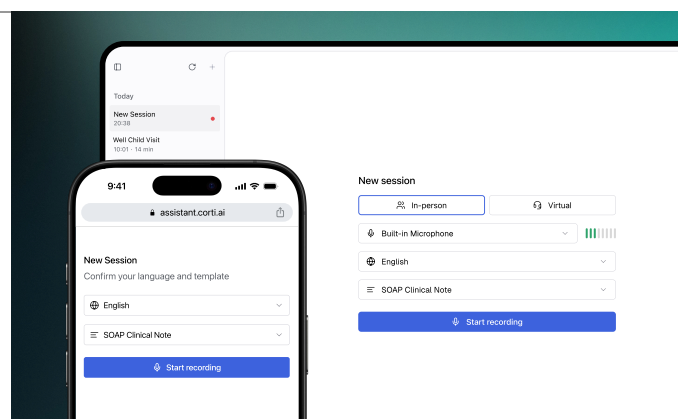 Today
New Session
20:38
Well Child Visit
10:01 · 14 min
9:41
assistant.corti.ai
New Session
Confirm your language and template
English
SOAP Clinical Note
Start recording
New session
In-person
Virtual
Built-in Microphone
English
SOAP Clinical Note
Start recording